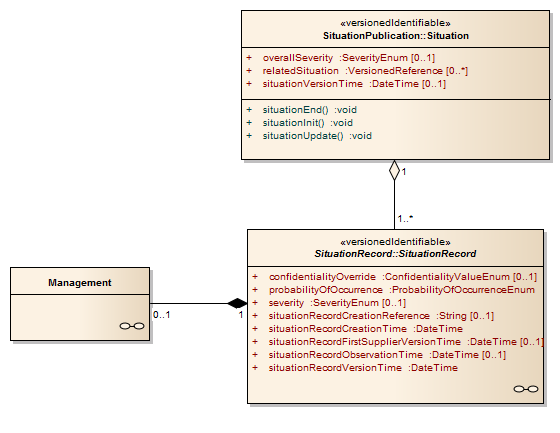 «versionedIdentifiable»
SituationPublication::Situation
+ overallSeverity :SeverityEnum [0..1]
+ relatedSituation :VersionedReference [0..*]
+ situationVersionTime :DateTime [0..1]
+ situationEnd() :void
+ situationInit() :void
+ situationUpdate() :void
1
1..*
«versionedIdentifiable»
SituationRecord::SituationRecord
+ confidentialityOverride :ConfidentialityValueEnum [0..1]
+ probabilityOfOccurrence :ProbabilityOfOccurrenceEnum
+ severity :SeverityEnum [0..1]
+ situationRecordCreationReference :String [0..1]
+ situationRecordCreationTime :DateTime
+ situationRecordFirstSupplierVersionTime :DateTime [0..1]
+ situationRecordObservationTime :DateTime [0..1]
+ situationRecordVersionTime :DateTime
Management
0..1
1